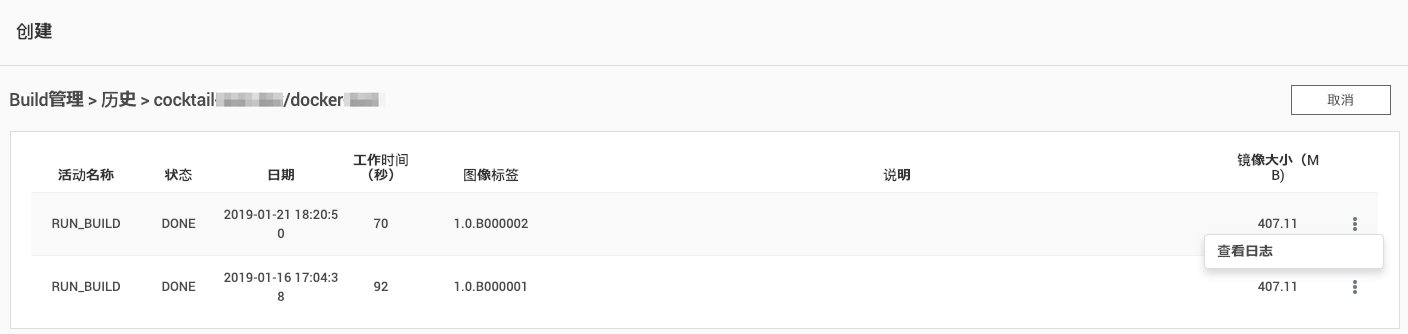 创建
Build管理 > 历史 > cocktail-/docker
取消
活动名称 状态 日期 工作时间（秒） 图像标签 说明 镜像大小（MB)
RUN_BUILD DONE 2019-01-21 18:20:50 70 1.0.B000002 407.11
查看日志
RUN_BUILD DONE 2019-01-16 17:04:38 92 1.0.B000001 407.11